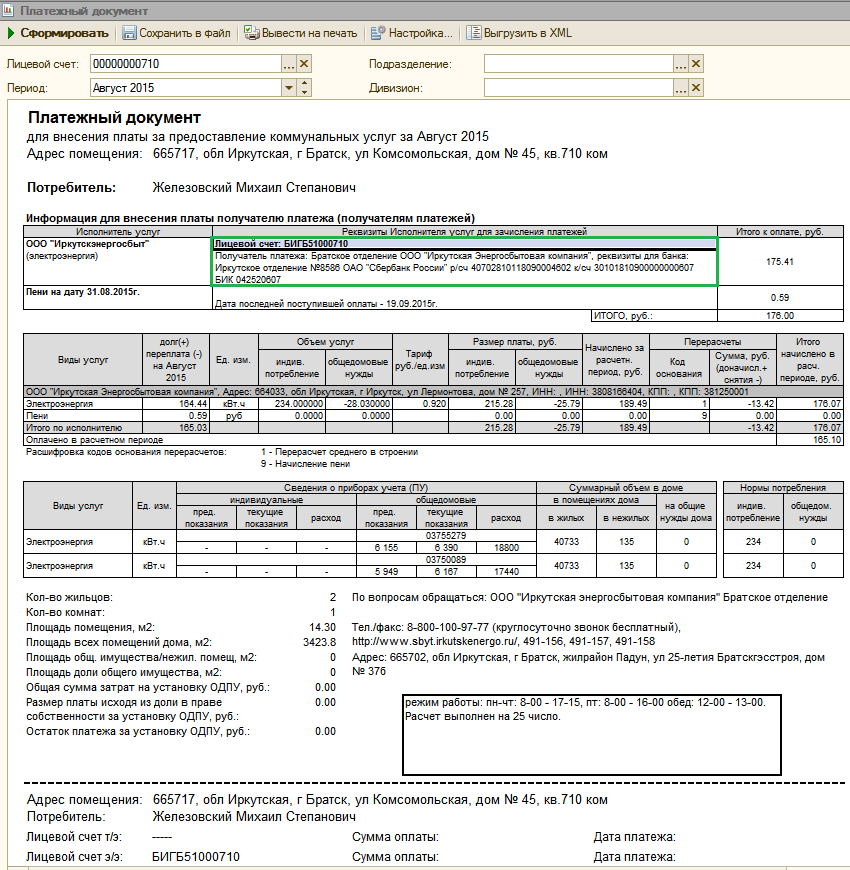 Платежный документ
Сформировать Сохранить в файл Вывести на печать Настройка... Выгрузить в XML
Лицевой счет: 00000000710 ... Подразделение: ...
Период: Август 2015 Дивизион: ...
Платежный документ
для внесения платы за предоставление коммунальных услуг за Август 2015
Адрес помещения: 665717, обл Иркутская, г Братск, ул Комсомольская, дом № 45, кв.710 ком
Потребитель: Железовский Михаил Степанович
Информация для внесения платы получателю платежа (получателям платежей)
Исполнитель услуг Реквизиты Исполнителя услуг для зачисления платежей Итого к оплате, руб.
ООО "Иркутскэнергосбыт" Лицевой счет: БИГБ51000710
(электроэнергия) Получатель платежа: Братское отделение ООО "Иркутская Энергосбытовая компания", реквизиты для банка: 175.41
Иркутское отделение №8586 ОАО "Сбербанк России" р/сч 40702810118090004602 к/сч 30101810900000000607
БИК 042520607
Пени на дату 31.08.2015г. 0.59
Дата последней поступившей оплаты - 19.09.2015г.
ИТОГО, руб.: 176.00
Виды услуг долг(+) переплата (-) на Август 2015 Ед. изм. Объем услуг Тариф руб./ед.изм Размер платы, руб. Начислено за расчетн. период, руб. Перерасчеты Итого начислено в расч. периоде, руб.
индив. потребление общедомовые нужды индив. потребление общедомовые нужды Код основания Сумма, руб. (доначисл.+ снятия -)
ООО "Иркутская Энергосбытовая компания", Адрес: 664033, обл Иркутская, г Иркутск, ул Лермонтова, дом № 257, ИНН: , ИНН: 3808166404, КПП: , КПП: 381250001
Электроэнергия 164.44 кВт.ч 234.000000 -28.030000 0.920 215.28 -25.79 189.49 1 -13.42 176.07
Пени 0.59 руб 0.0000 0.0000 0.00 0.00 0.00 9 0.00 0.00
Итого по исполнителю 165.03 215.28 -25.79 189.49 -13.42 176.07
Оплачено в расчетном периоде 165.10
Расшифровка кодов основания перерасчетов: 1 - Перерасчет среднего в строении
9 - Начисление пени
Виды услуг Ед. изм. Сведения о приборах учета (ПУ) Суммарный объем в доме Нормы потребления
индивидуальные общедомовые в помещениях дома на общие нужды дома индив. потребление общедом. нужды
пред. показания текущие показания расход пред. показания текущие показания расход в жилых в нежилых
Электроэнергия кВт.ч 03755279 40733 135 0 234 0
- - - 6 155 6 390 18800
Электроэнергия кВт.ч 03750089 40733 135 0 234 0
- - - 5 949 6 167 17440
Кол-во жильцов: 2 По вопросам обращаться: ООО "Иркутская энергосбытовая компания" Братское отделение
Кол-во комнат: 1
Площадь помещения, м2: 14.30 Тел./факс: 8-800-100-97-77 (круглосуточно звонок бесплатный),
Площадь всех помещений дома, м2: 3423.8 http://www.sbyt.irkutskenergo.ru/, 491-156, 491-157, 491-158
Площадь общ. имущества/нежил. помещ, м2: 0 Адрес: 665702, обл Иркутская, г Братск, жилрайон Падун, ул 25-летия Братскгэсстроя, дом
Площадь доли общего имущества, м2: 0 № 37б
Общая сумма затрат на установку ОДПУ, руб.: 0.00
Размер платы исходя из доли в праве 0.00 режим работы: пн-чт: 8-00 - 17-15, пт: 8-00 - 16-00 обед: 12-00 - 13-00.
собственности за установку ОДПУ, руб.: Расчет выполнен на 25 число.
Остаток платежа за установку ОДПУ, руб.: 0.00
Адрес помещения: 665717, обл Иркутская, г Братск, ул Комсомольская, дом № 45, кв.710 ком
Потребитель: Железовский Михаил Степанович
Лицевой счет т/э: ----- Сумма оплаты: Дата платежа:
Лицевой счет э/э: БИГБ51000710 Сумма оплаты: Дата платежа: